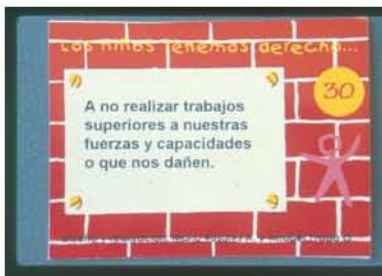 Los niños tenemos derecho...
30
A no realizar trabajos
superiores a nuestras
fuerzas y capacidades
o que nos dañen.